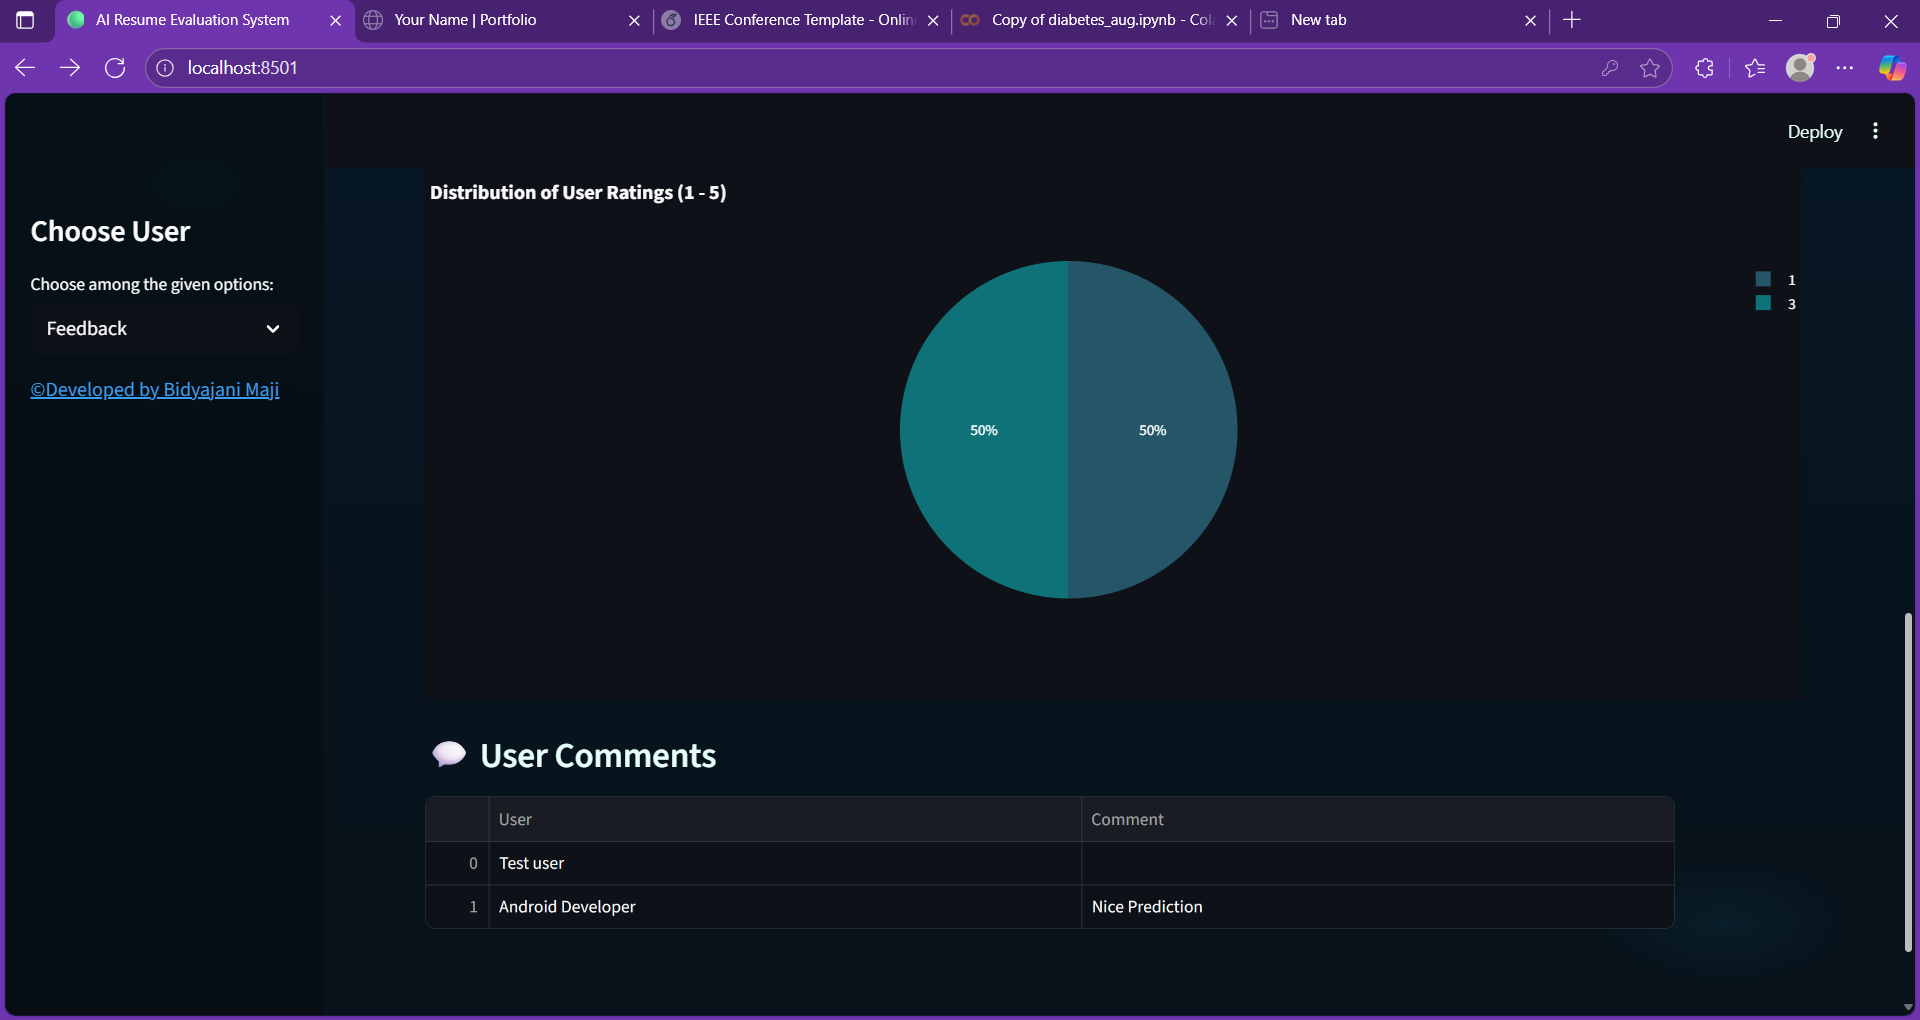 AI Resume Evaluation System
Your Name | Portfolio
IEEE Conference Template - Onlin
Copy of diabetes_aug.ipynb - Col
New tab
localhost:8501
Deploy
Choose User
Choose among the given options:
Feedback
©Developed by Bidyajani Maji
Distribution of User Ratings (1 - 5)
1
3
50%
50%
User Comments
User Comment
0 Test user
1 Android Developer Nice Prediction